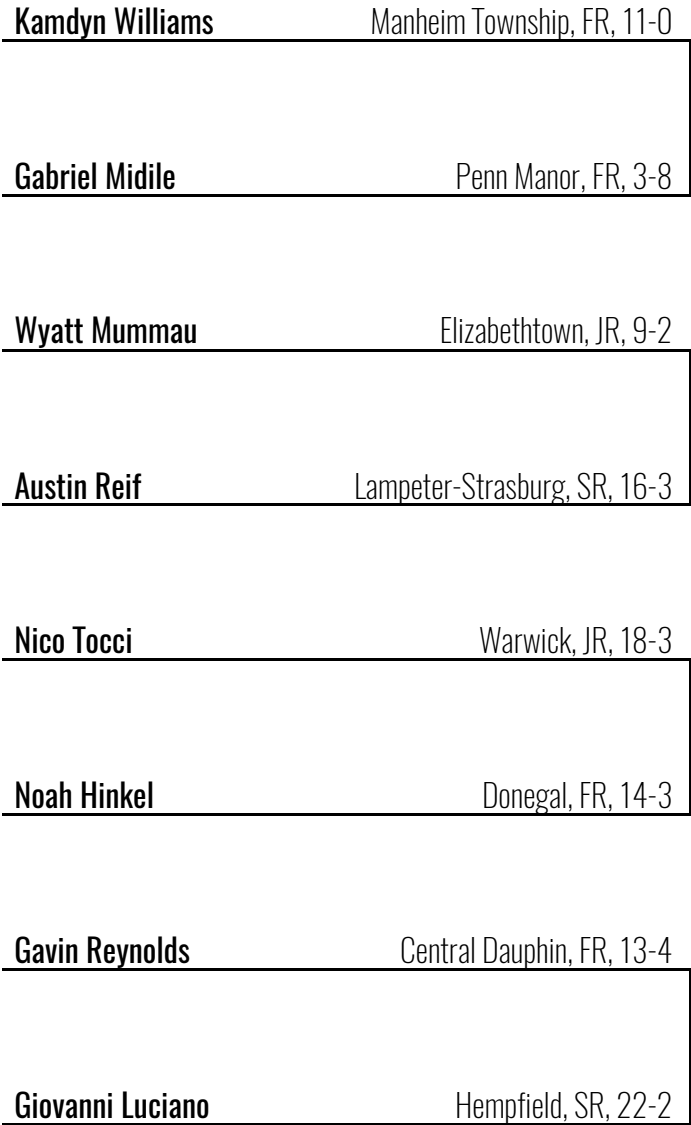 Kamdyn Williams Manheim Township, FR, 11-0
Gabriel Midile Penn Manor, FR, 3-8
Wyatt Mummau Elizabethtown, JR, 9-2
Austin Reif Lampeter-Strasburg, SR, 16-3
Nico Tocci Warwick, JR, 18-3
Noah Hinkel Donegal, FR, 14-3
Gavin Reynolds Central Dauphin, FR, 13-4
Giovanni Luciano Hempfield, SR, 22-2